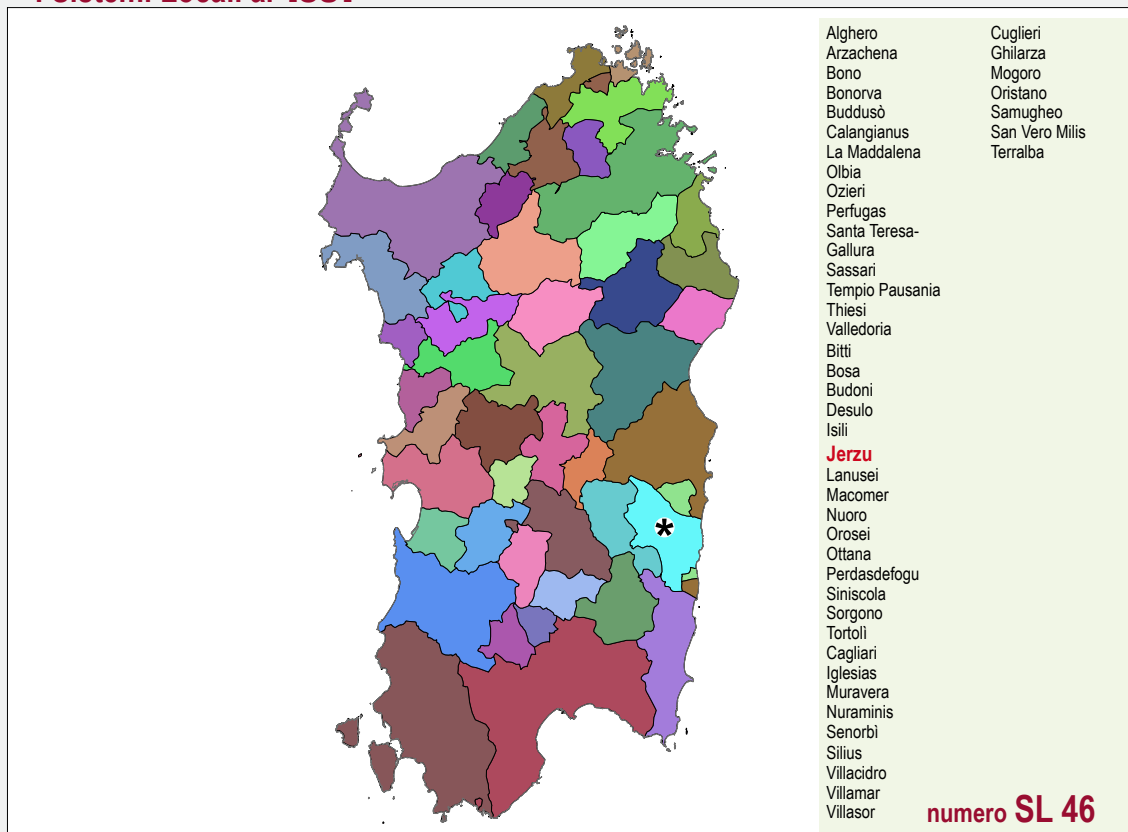 Alghero
Arzachena
Bono
Bonorva
Buddusò
Calangianus
La Maddalena
Olbia
Ozieri
Perfugas
Santa Teresa-
Gallura
Sassari
Tempio Pausania
Thiesi
Valledoria
Bitti
Bosa
Budoni
Desulo
Isili
Jerzu
Lanusei
Macomer
Nuoro
Orosei
Ottana
Perdasdefogu
Siniscola
Sorgono
Tortolì
Cagliari
Iglesias
Muravera
Nuraminis
Senorbì
Silius
Villacidro
Villamar
Villasor
Cuglieri
Ghilarza
Mogoro
Oristano
Samugheo
San Vero Milis
Terralba
*
numero SL 46